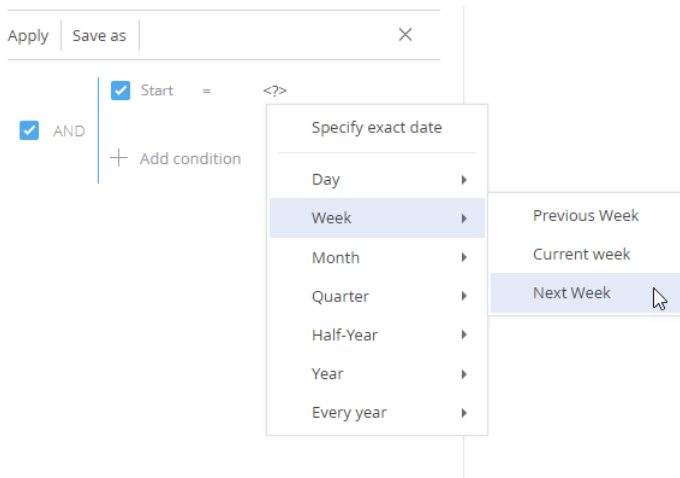 Apply Save as
Start = <?>
AND
Add condition
Specify exact date
Day
Week
Month
Quarter
Half-Year
Year
Every year
Previous Week
Current week
Next Week